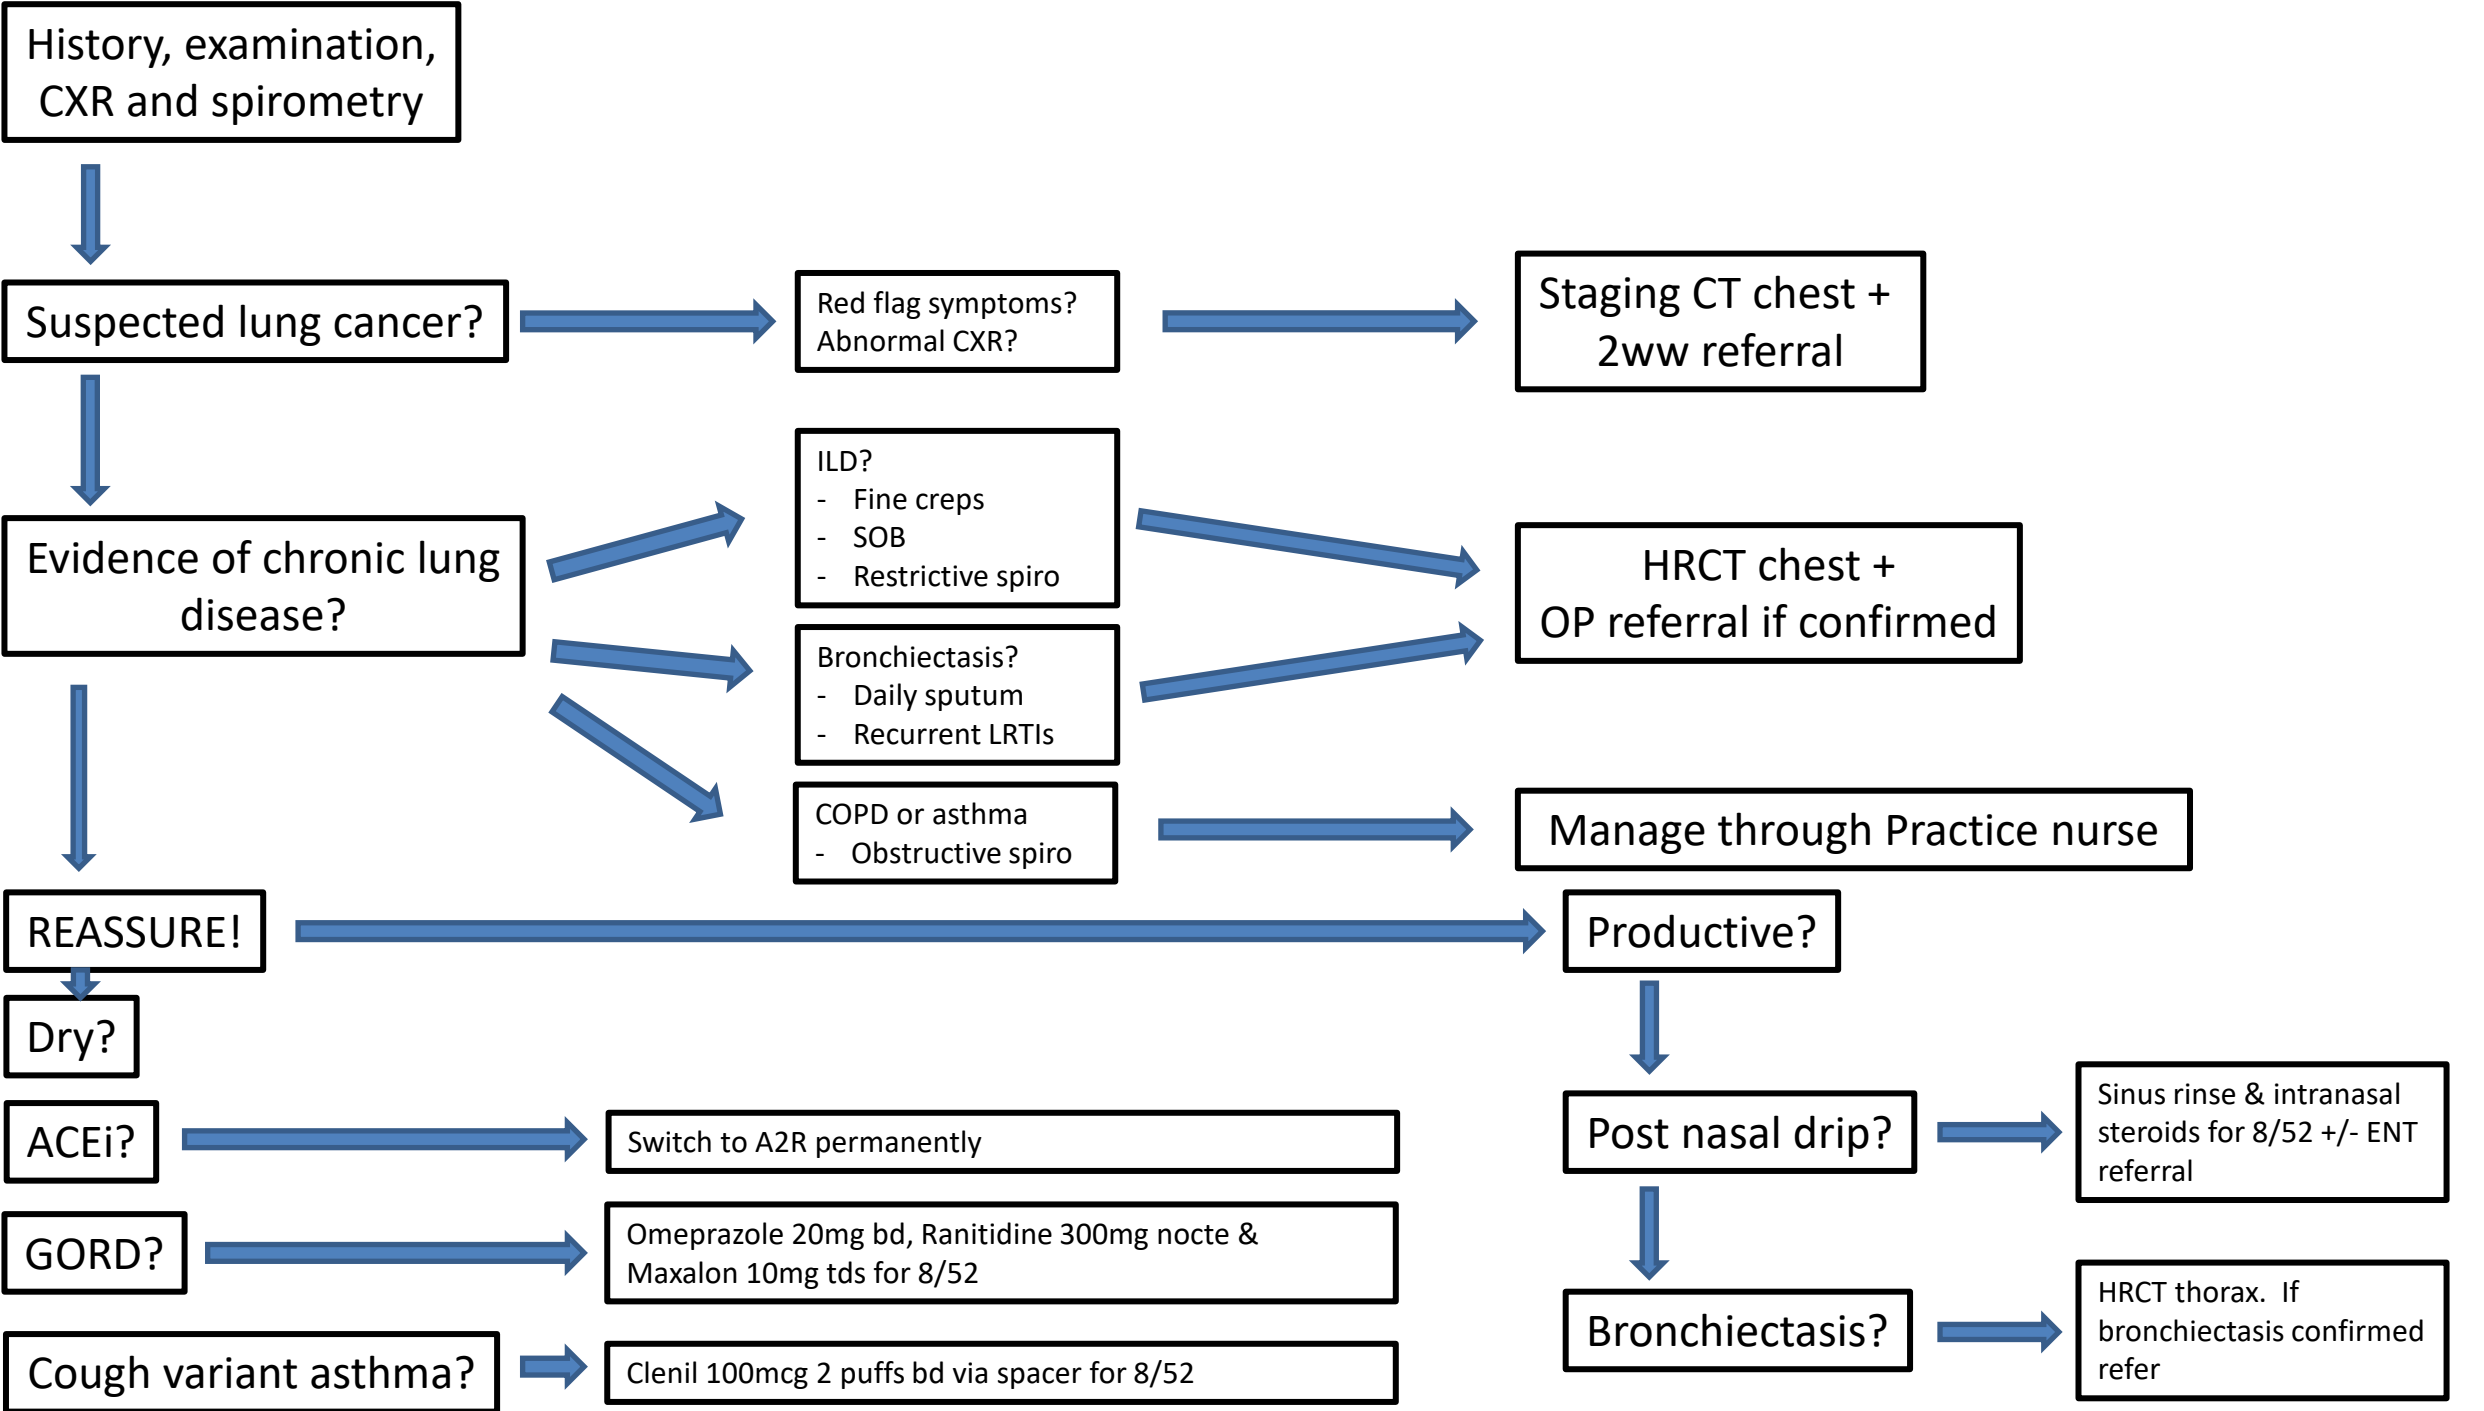 History, examination,
CXR and spirometry
Suspected lung cancer?
Red flag symptoms?
Abnormal CXR?
Staging CT chest +
2ww referral
Evidence of chronic lung
disease?
ILD?
- Fine creps
- SOB
- Restrictive spiro
Bronchiectasis?
- Daily sputum
- Recurrent LRTIs
HRCT chest +
OP referral if confirmed
COPD or asthma
- Obstructive spiro
Manage through Practice nurse
REASSURE!
Dry?
ACEi?
Switch to A2R permanently
GORD?
Omeprazole 20mg bd, Ranitidine 300mg nocte &
Maxalon 10mg tds for 8/52
Cough variant asthma?
Clenil 100mcg 2 puffs bd via spacer for 8/52
Productive?
Post nasal drip?
Sinus rinse & intranasal
steroids for 8/52 +/- ENT
referral
Bronchiectasis?
HRCT thorax. If
bronchiectasis confirmed
refer